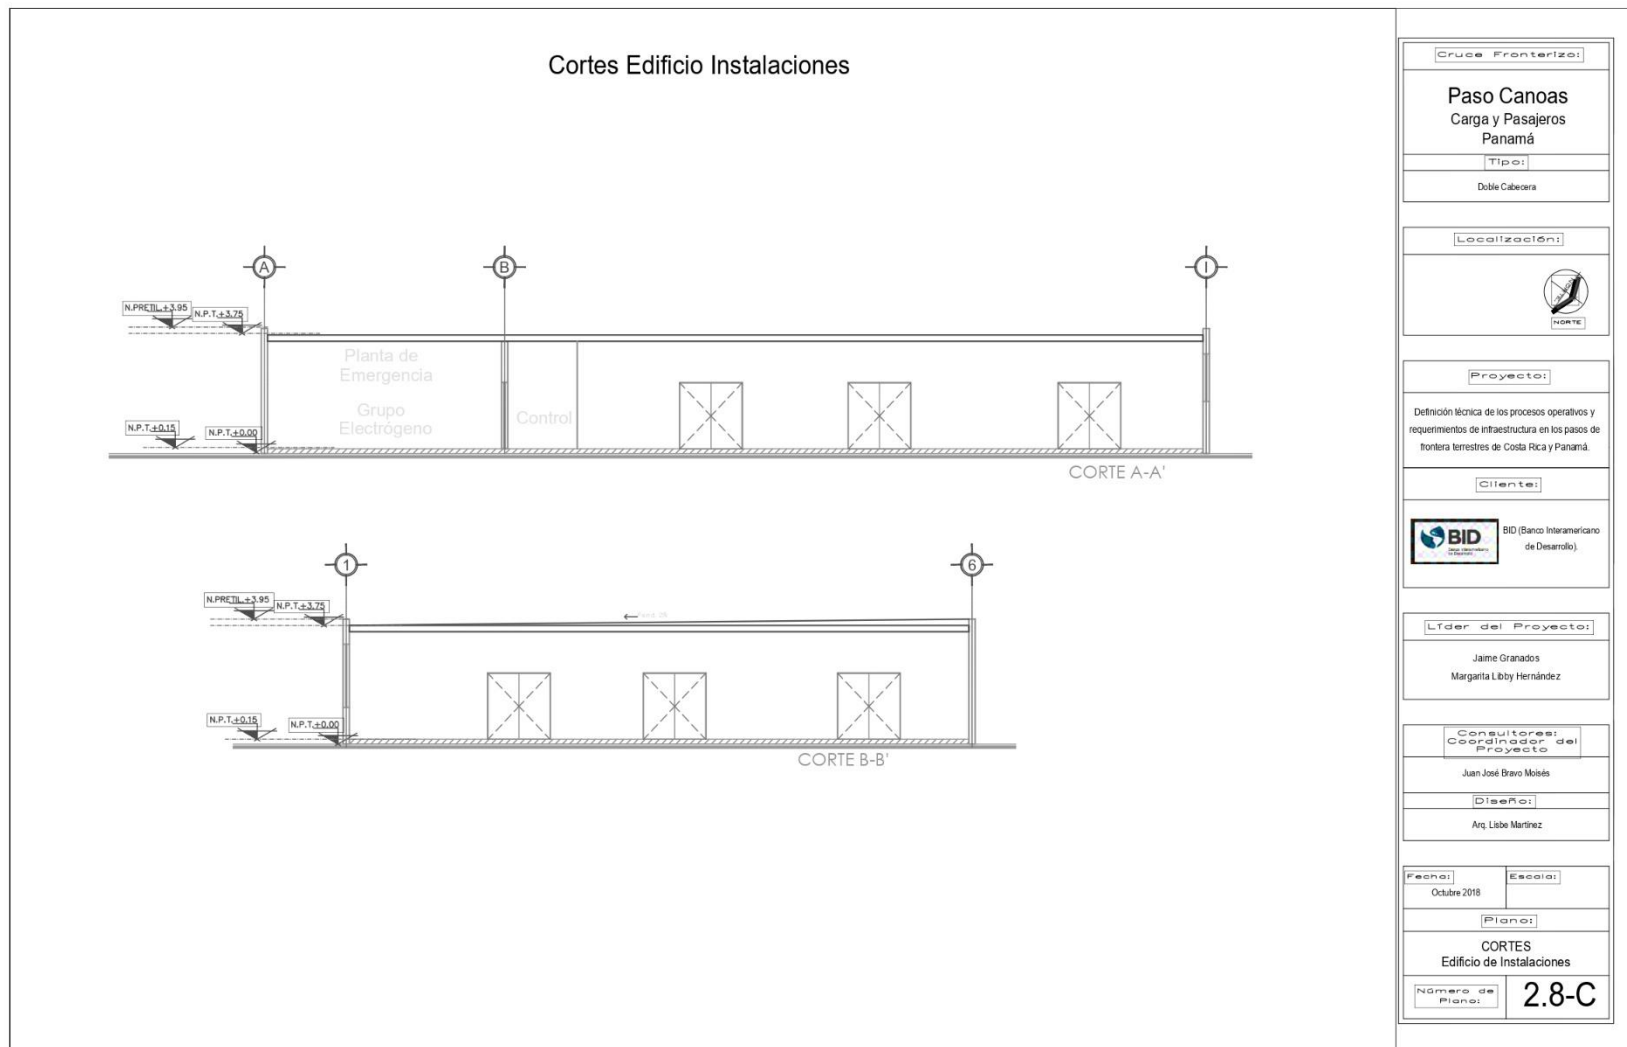 Cortes Edificio Instalaciones
A
B
I
N.PRETIL.+3.95
N.P.T.+3.75
Planta de
Emergencia
Grupo
Electrógeno
Control
N.P.T.+0.15
N.P.T.+0.00
CORTE A-A'
1
6
N.PRETIL.+3.95
N.P.T.+3.75
N.P.T.+0.15
N.P.T.+0.00
CORTE B-B'
Cruce Fronterizo:
Paso Canoas
Carga y Pasajeros
Panamá
Tipo:
Doble Cabecera
Localización:
NORTE
Proyecto:
Definición técnica de los procesos operativos y
requerimientos de infraestructura en los pasos de
frontera terrestres de Costa Rica y Panamá.
Cliente:
BID
Banco Interamericano
de Desarrollo
BID (Banco Interamericano
de Desarrollo).
Líder del Proyecto:
Jaime Granados
Margarita Libby Hernández
Consultores:
Coordinador del
Proyecto
Juan José Bravo Moisés
Diseño:
Arq. Lisbe Martínez
Fecha:
Octubre 2018
Escala:
Plano:
CORTES
Edificio de Instalaciones
Número de
Plano:
2.8-C